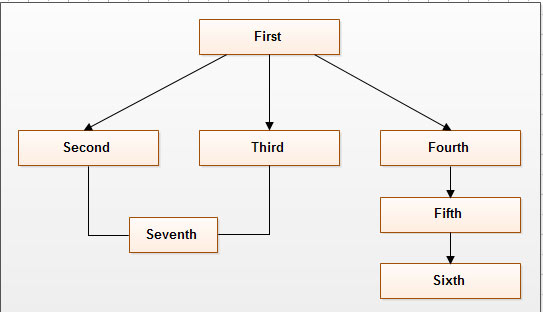 First
Second
Third
Fourth
Fifth
Seventh
Sixth